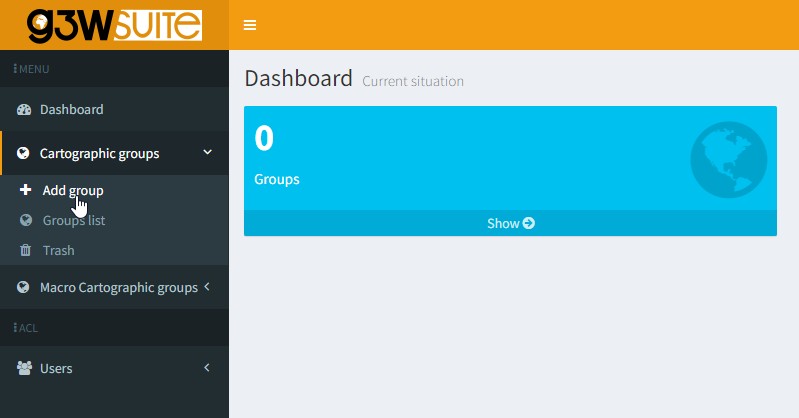 g3wSUITE
MENU
Dashboard
Cartographic groups
Add group
Groups list
Trash
Macro Cartographic groups
ACL
Users
Dashboard Current situation
0
Groups
Show